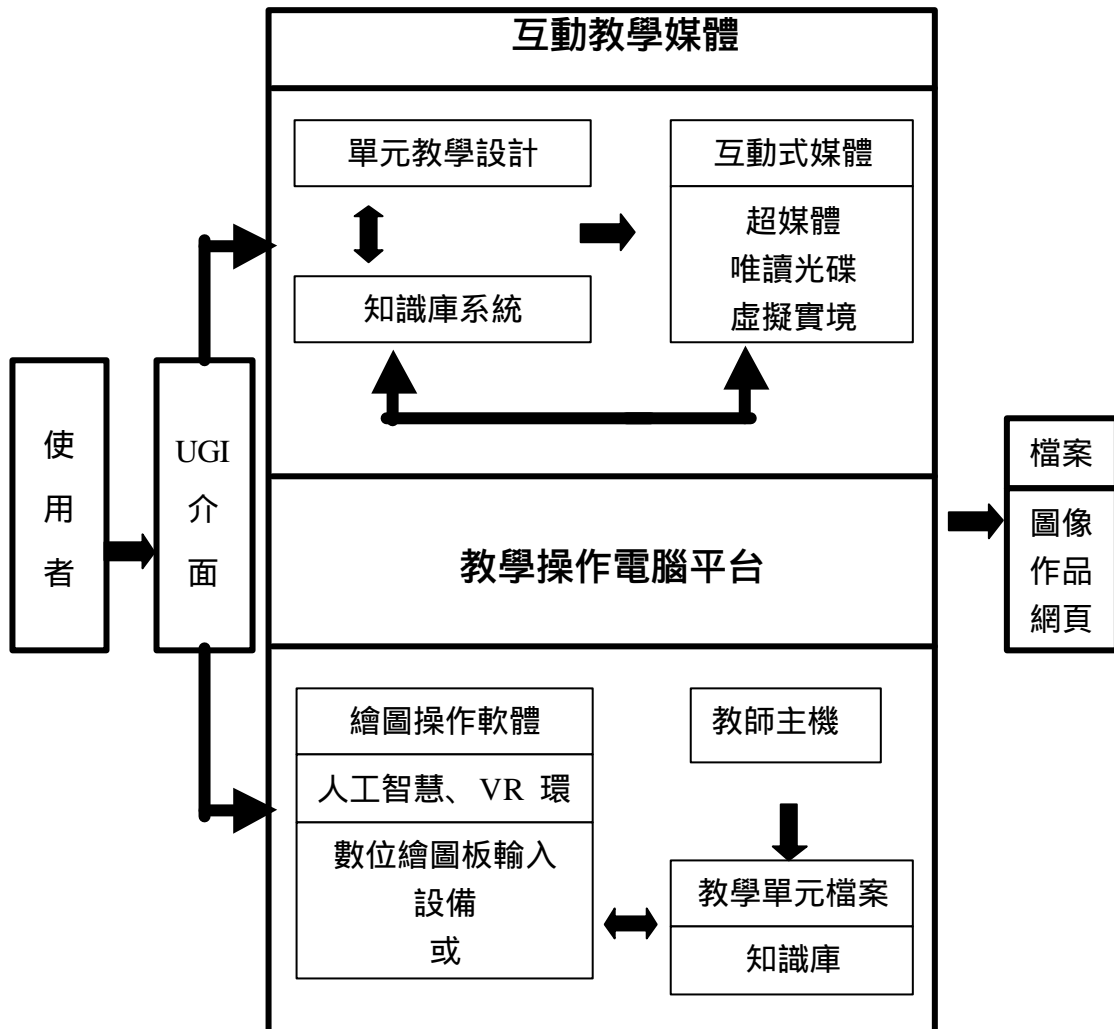 互動教學媒體
單元教學設計
知識庫系統
互動式媒體
超媒體
唯讀光碟
虛擬實境
使
用
者
UGI
介
面
教學操作電腦平台
檔案
圖像
作品
網頁
繪圖操作軟體
人工智慧、VR 環
數位繪圖板輸入
設備
或
教師主機
教學單元檔案
知識庫